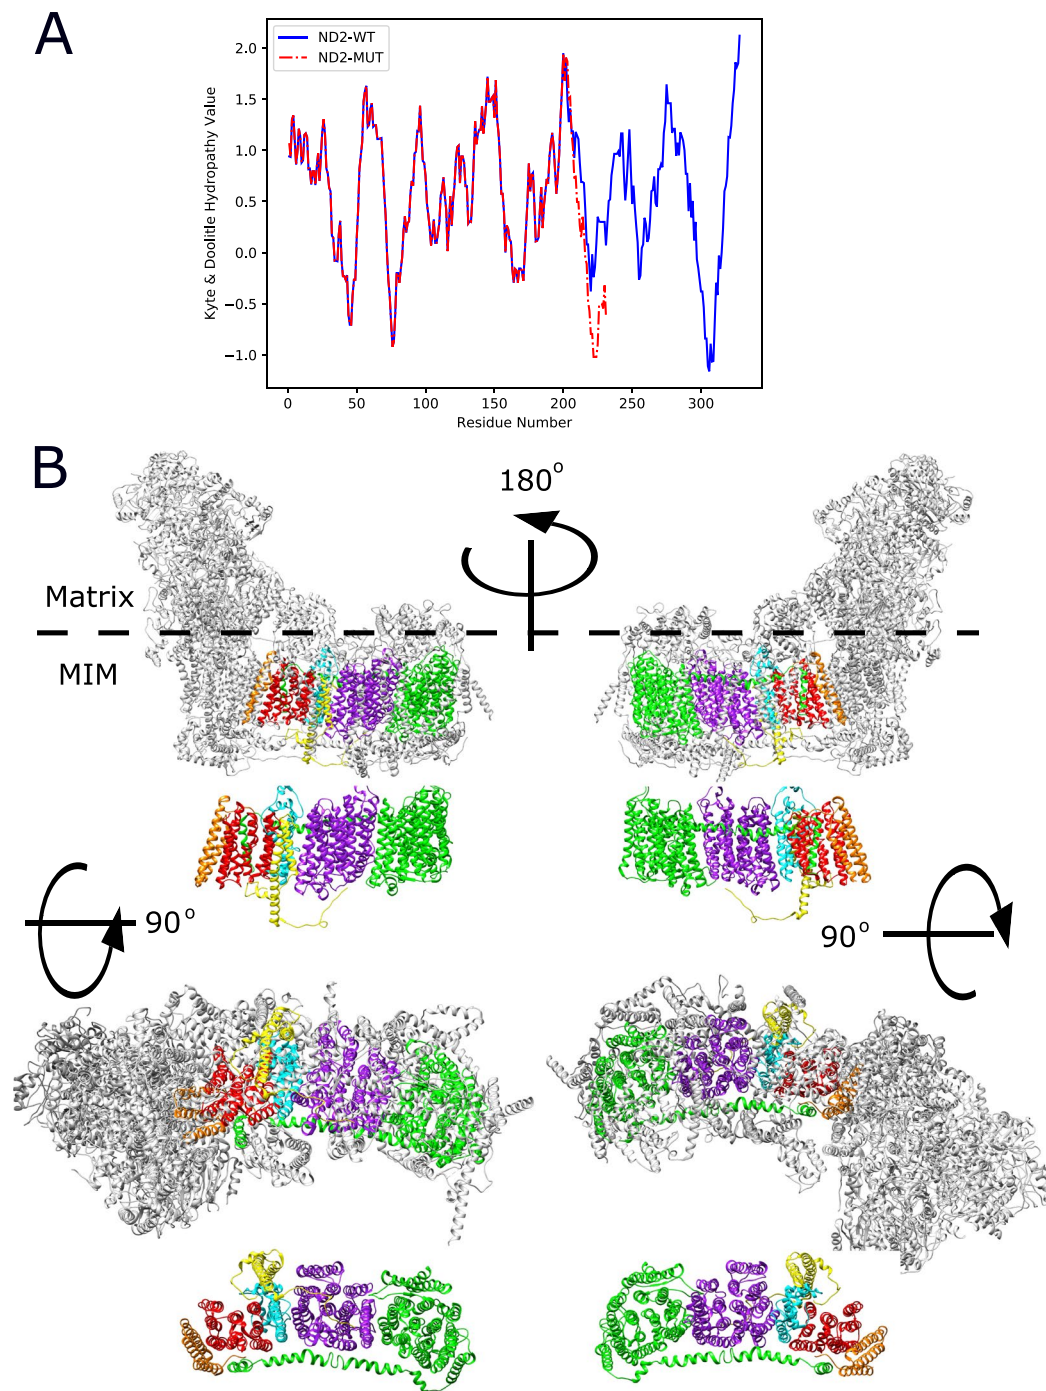 A
ND2-WT
ND2-MUT
Kyte & Doolitle Hydropathy Value
2.0
1.5
1.0
0.5
0.0
−0.5
−1.0
0 50 100 150 200 250 300
Residue Number
B
180°
Matrix
MIM
90°
90°